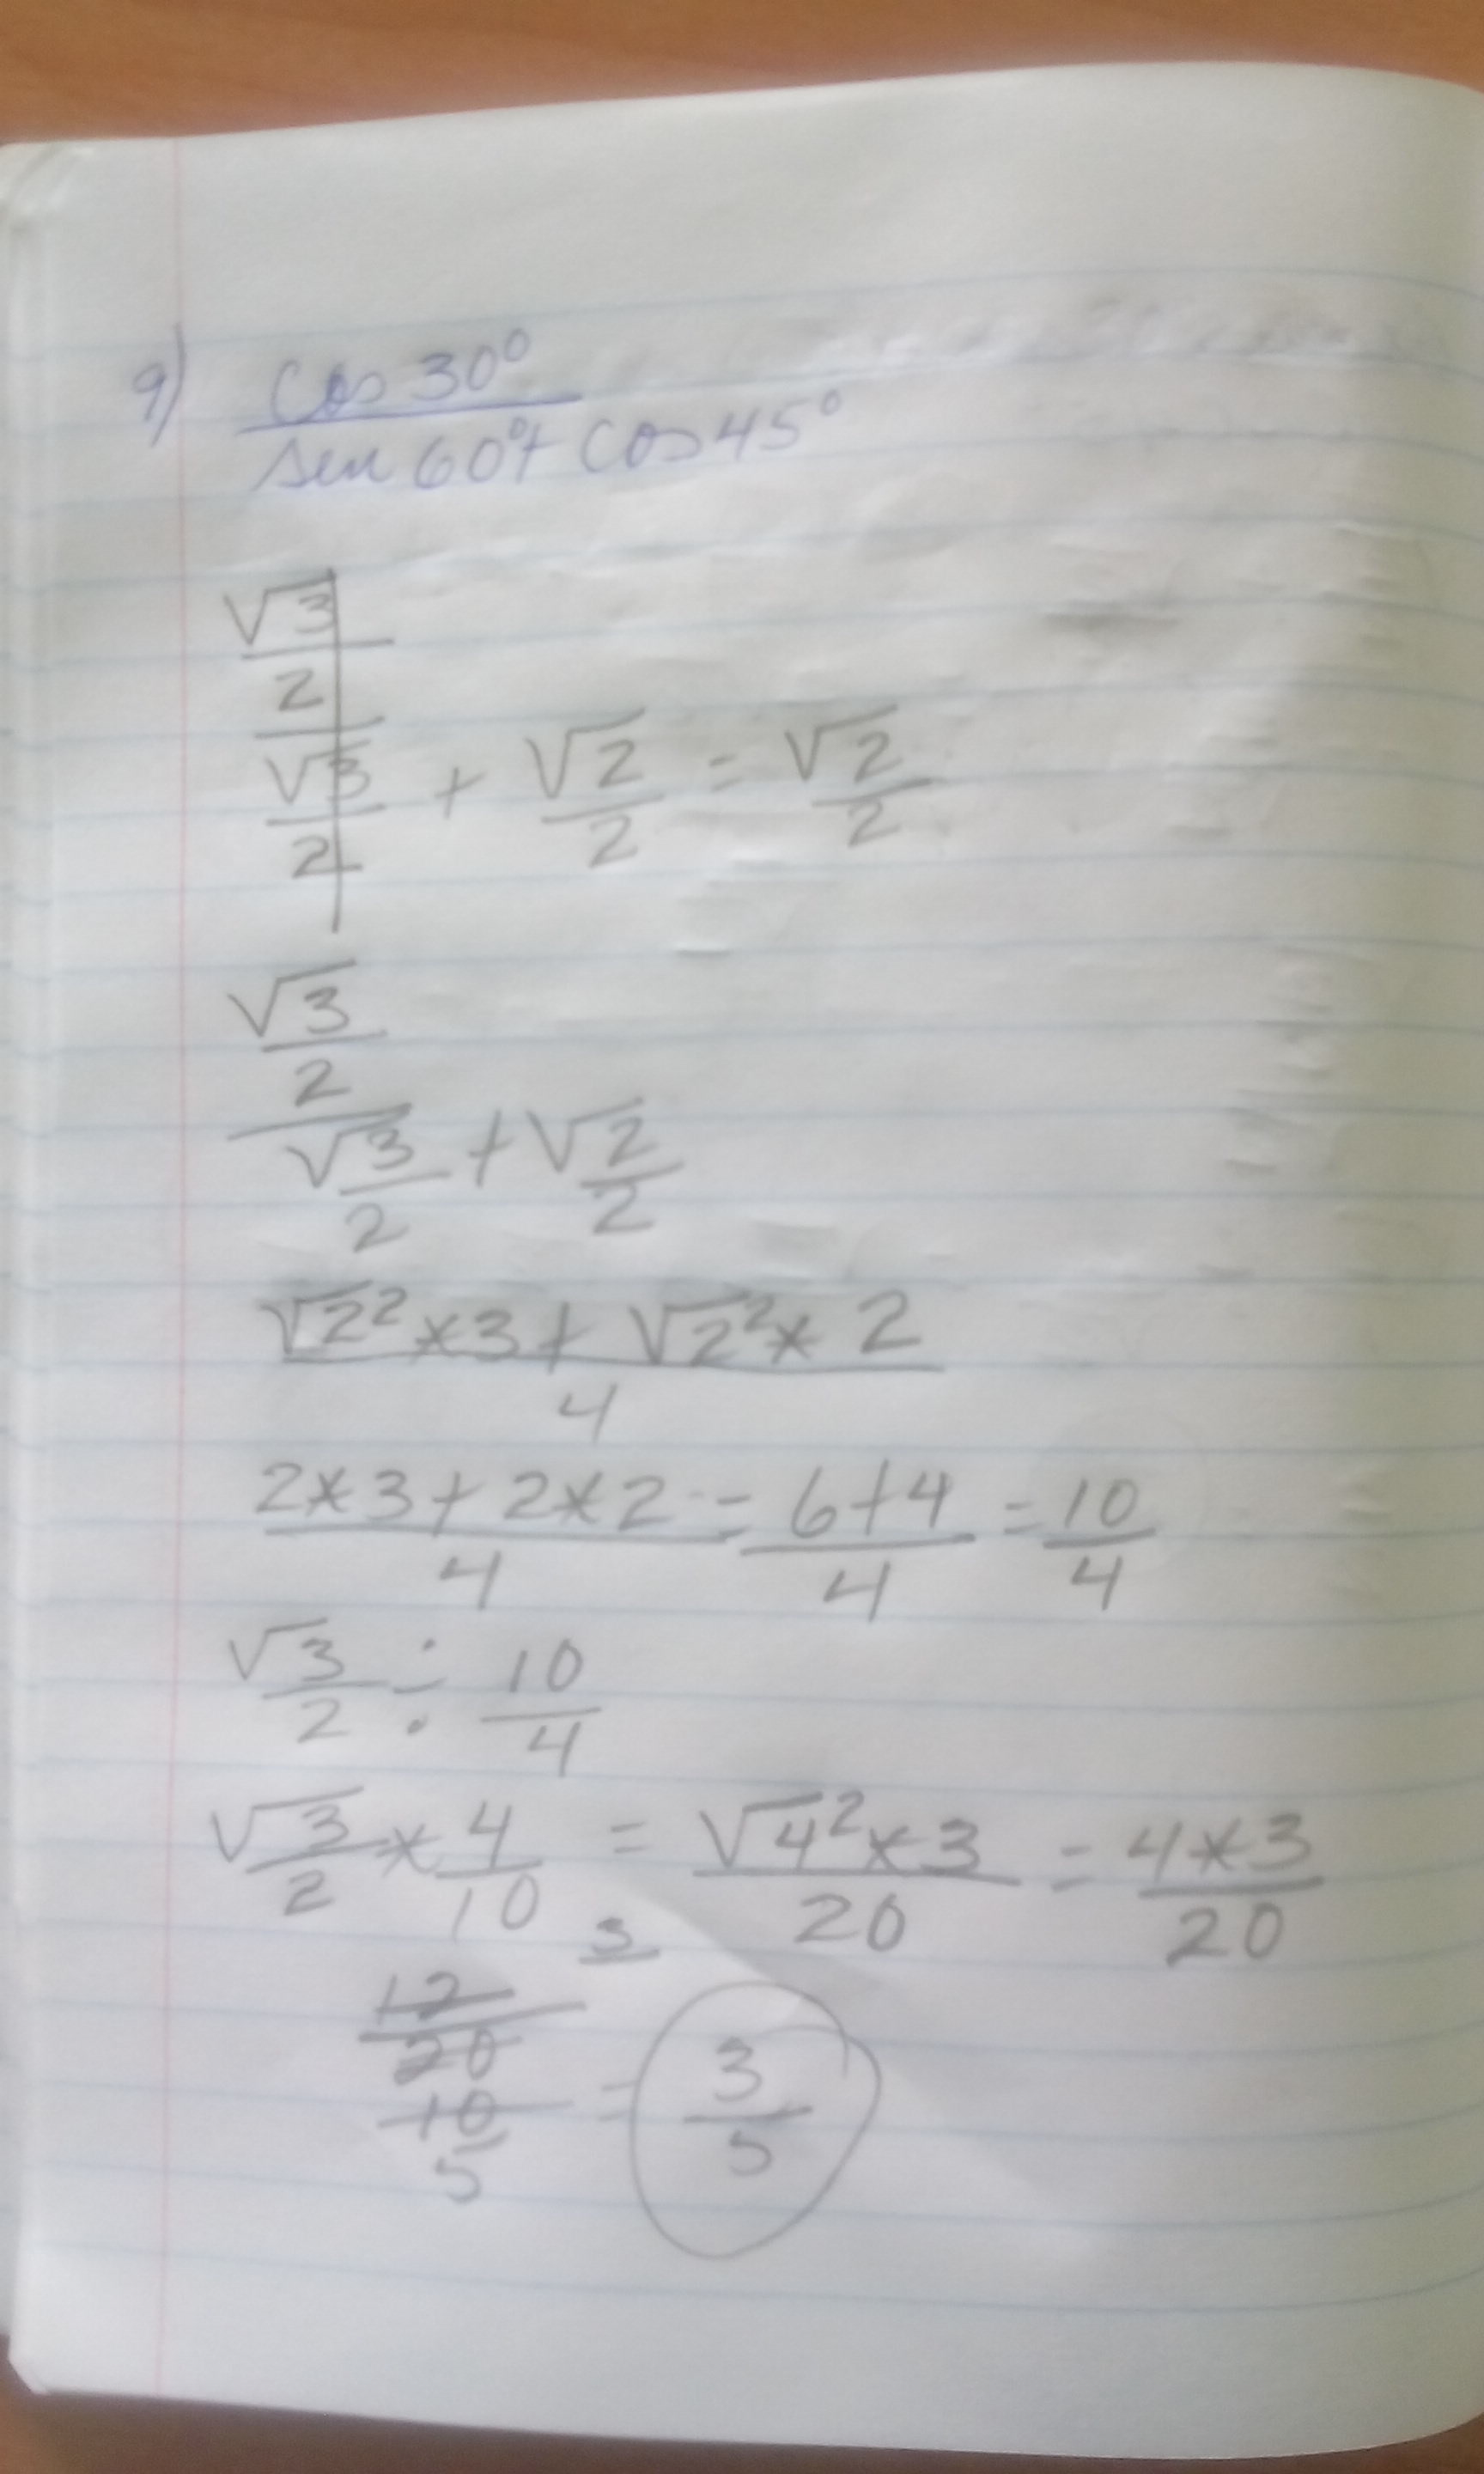 9) cos 30°
sen 60° + cos 45°
√3
2
√3 + √2 = √2
2 2 2
√3
2
√3 + √2
2 2
√2² * 3 + √2² * 2
4
2*3 + 2*2 = 6+4 = 10
4 4 4
√3 ÷ 10
2 4
√3 * 4 = √4² * 3 = 4*3
2 10 20 20
3
12
20
10 = 3
5 5